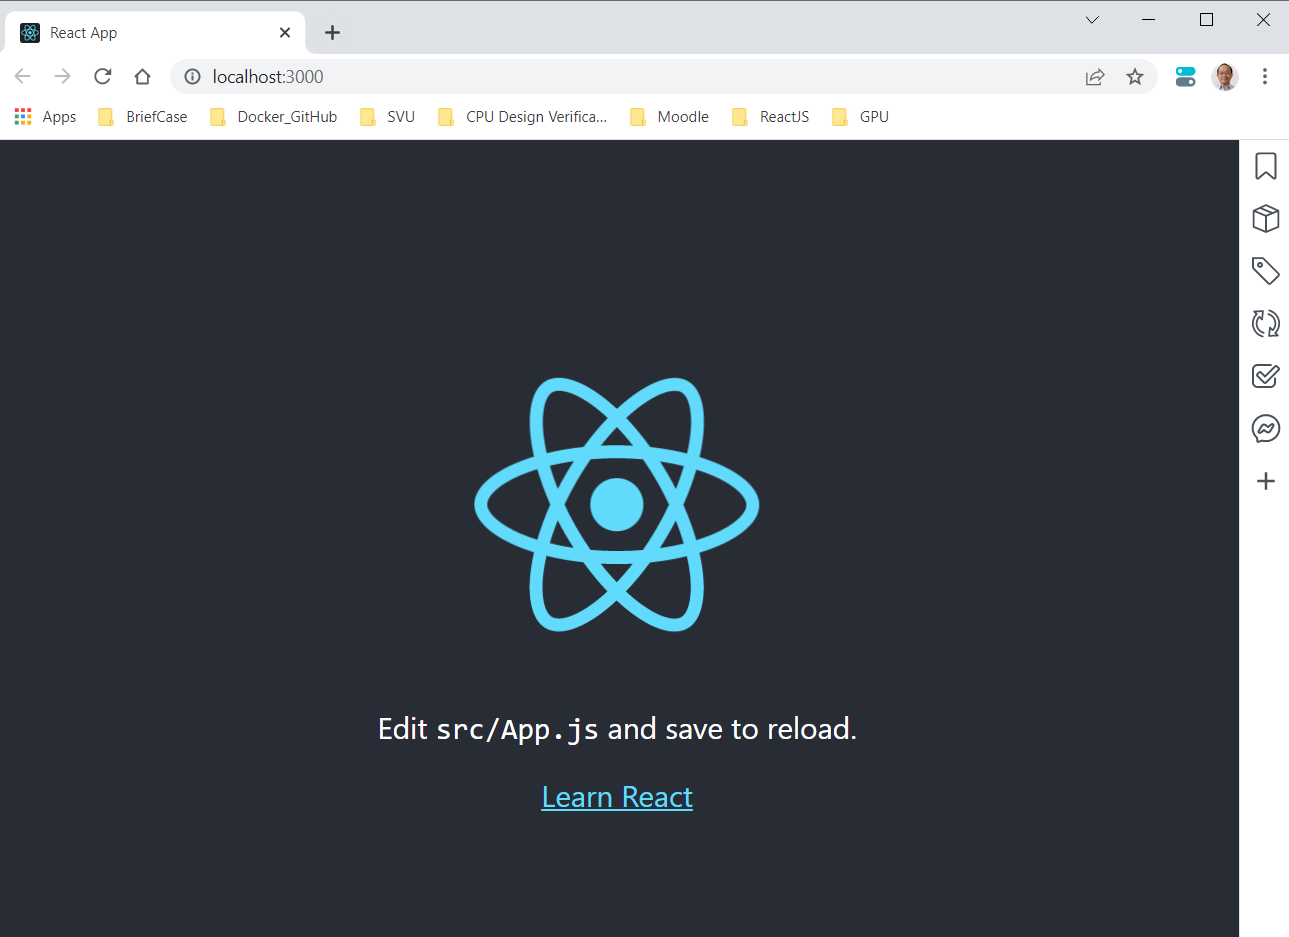 React App
localhost:3000
Apps BriefCase Docker_GitHub SVU CPU Design Verifica... Moodle ReactJS GPU
Edit src/App.js and save to reload.
Learn React